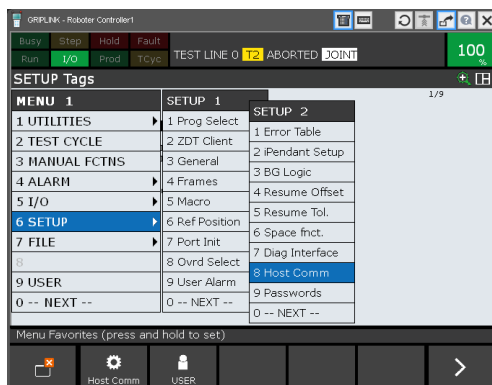 GRIPLINK - Roboter Controller1
Busy Step Hold Fault
Run I/O Prod TCyc
TEST LINE 0 T2 ABORTED JOINT
100 %
SETUP Tags
1/9
MENU 1
1 UTILITIES
2 TEST CYCLE
3 MANUAL FCTNS
4 ALARM
5 I/O
6 SETUP
7 FILE
8
9 USER
0 -- NEXT --
SETUP 1
1 Prog Select
2 ZDT Client
3 General
4 Frames
5 Macro
6 Ref Position
7 Port Init
8 Ovrd Select
9 User Alarm
0 -- NEXT --
SETUP 2
1 Error Table
2 iPendant Setup
3 BG Logic
4 Resume Offset
5 Resume Tol.
6 Space fnct.
7 Diag Interface
8 Host Comm
9 Passwords
0 -- NEXT --
Menu Favorites (press and hold to set)
Host Comm
USER